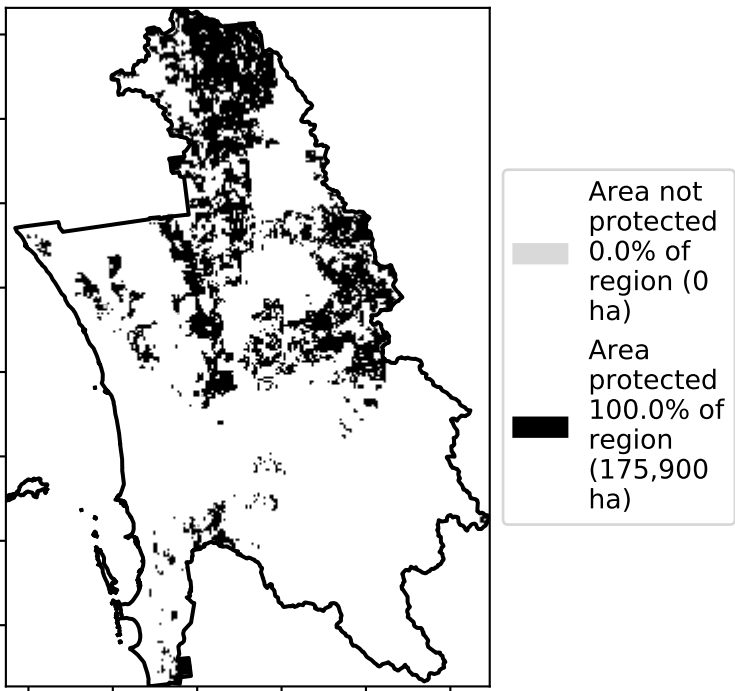 Area not
protected
0.0% of
region (0
ha)
Area
protected
100.0% of
region
(175,900
ha)